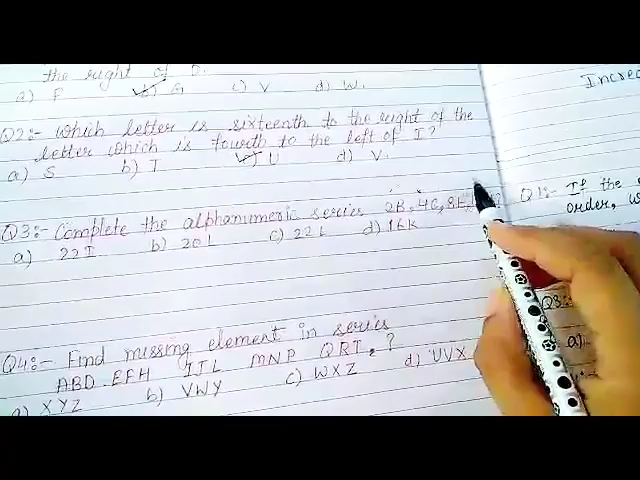 the right of O.
a) F b) G c) V d) W.
Q2:- Which letter is sixteenth to the right of the
letter which is fourth to the left of I?
a) S b) T c) U d) V.
Q3:- Complete the alphanumeric series 2B, 4C, 8E,
a) 22I b) 20L c) 22L d) 16K
Q4:- Find missing element in series
ABD EFH IJL MNP QRT, ?
a) XYZ b) VWY c) WXZ d) UVX
Increa
Q1:- If the
order, w
Q3:
a)